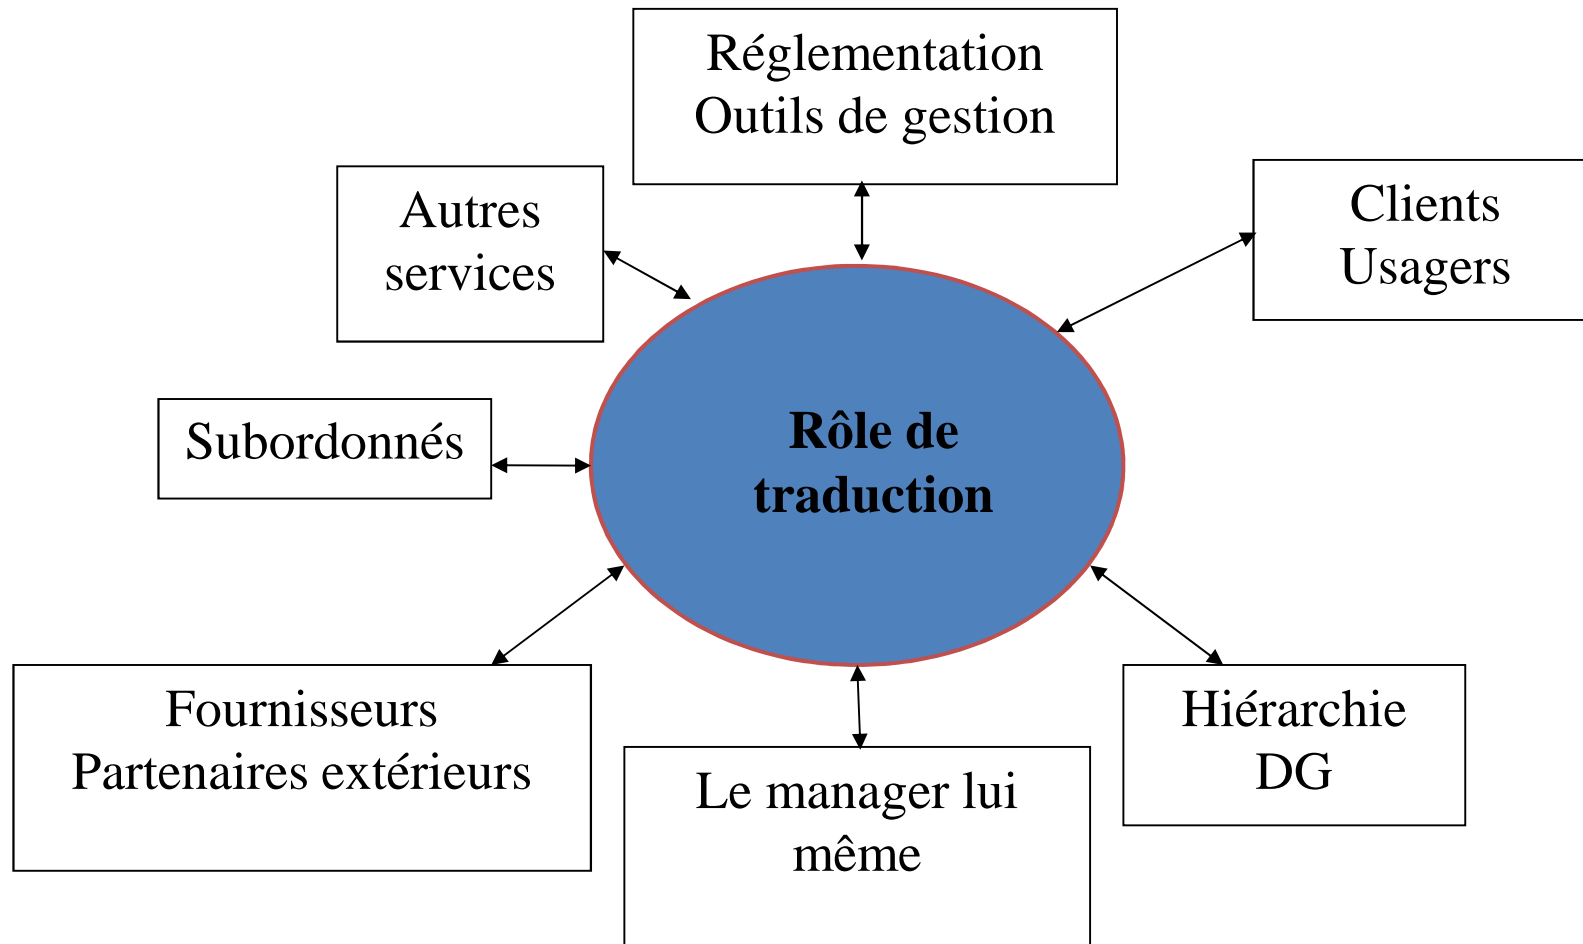 Réglementation
Outils de gestion
Autres
services
Clients
Usagers
Subordonnés
Rôle de
traduction
Fournisseurs
Partenaires extérieurs
Le manager lui
même
Hiérarchie
DG